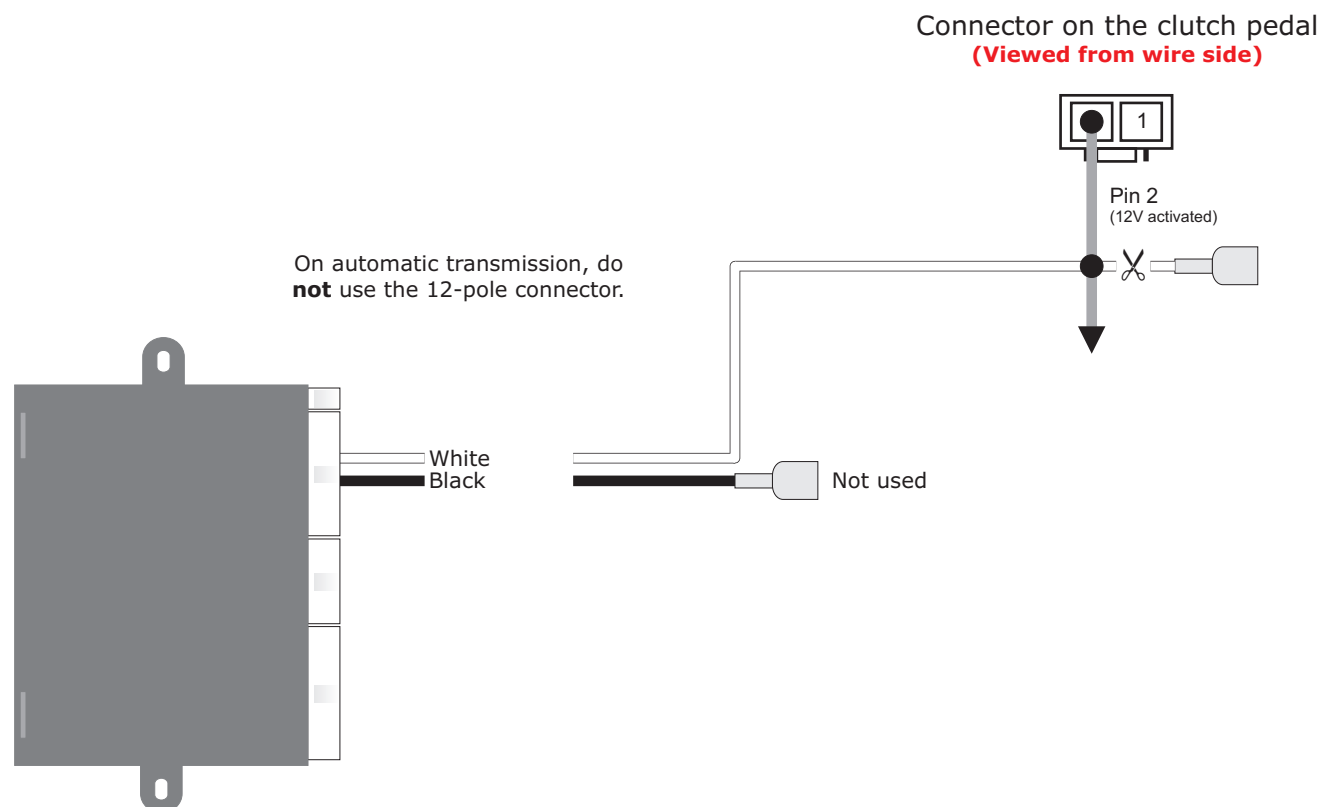 Connector on the clutch pedal
(Viewed from wire side)
1
Pin 2
(12V activated)
On automatic transmission, do
not use the 12-pole connector.
White
Black
Not used